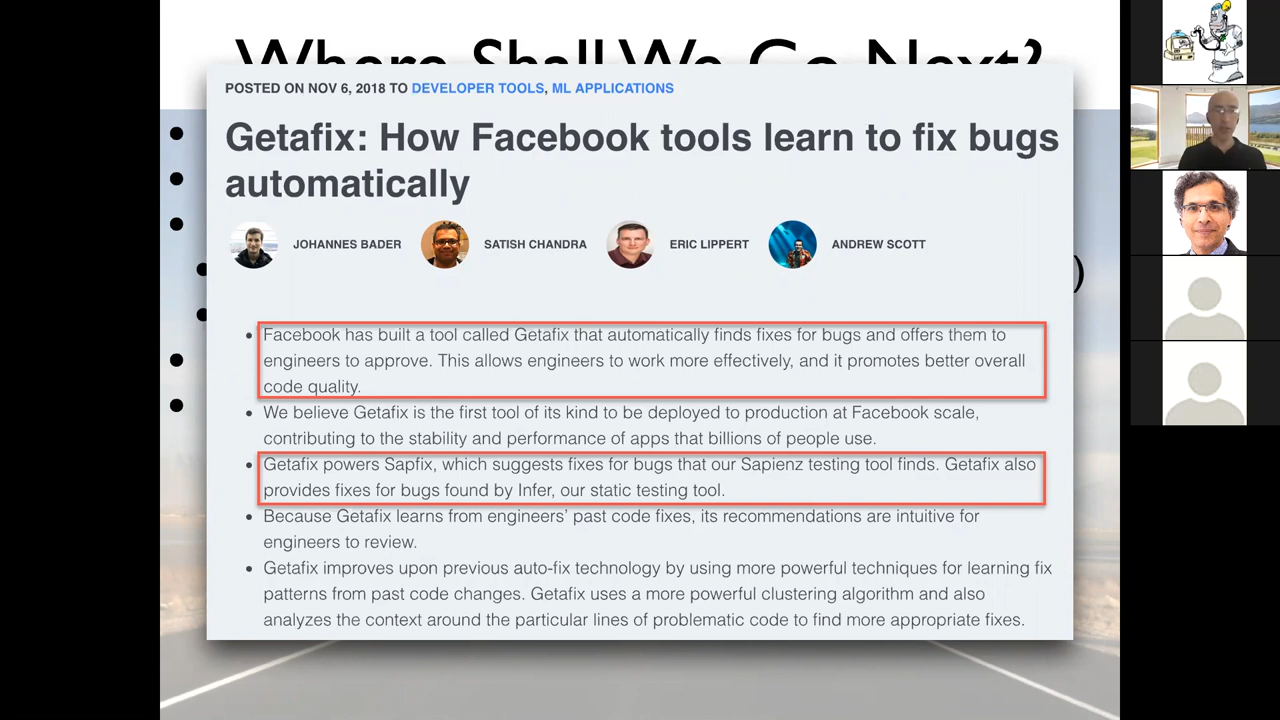 Where Shall We Go Next?
POSTED ON NOV 6, 2018 TO DEVELOPER TOOLS, ML APPLICATIONS
Getafix: How Facebook tools learn to fix bugs
automatically
JOHANNES BADER
SATISH CHANDRA
ERIC LIPPERT
ANDREW SCOTT
)
• Facebook has built a tool called Getafix that automatically finds fixes for bugs and offers them to
engineers to approve. This allows engineers to work more effectively, and it promotes better overall
code quality.
• We believe Getafix is the first tool of its kind to be deployed to production at Facebook scale,
contributing to the stability and performance of apps that billions of people use.
• Getafix powers Sapfix, which suggests fixes for bugs that our Sapienz testing tool finds. Getafix also
provides fixes for bugs found by Infer, our static testing tool.
• Because Getafix learns from engineers’ past code fixes, its recommendations are intuitive for
engineers to review.
• Getafix improves upon previous auto-fix technology by using more powerful techniques for learning fix
patterns from past code changes. Getafix uses a more powerful clustering algorithm and also
analyzes the context around the particular lines of problematic code to find more appropriate fixes.